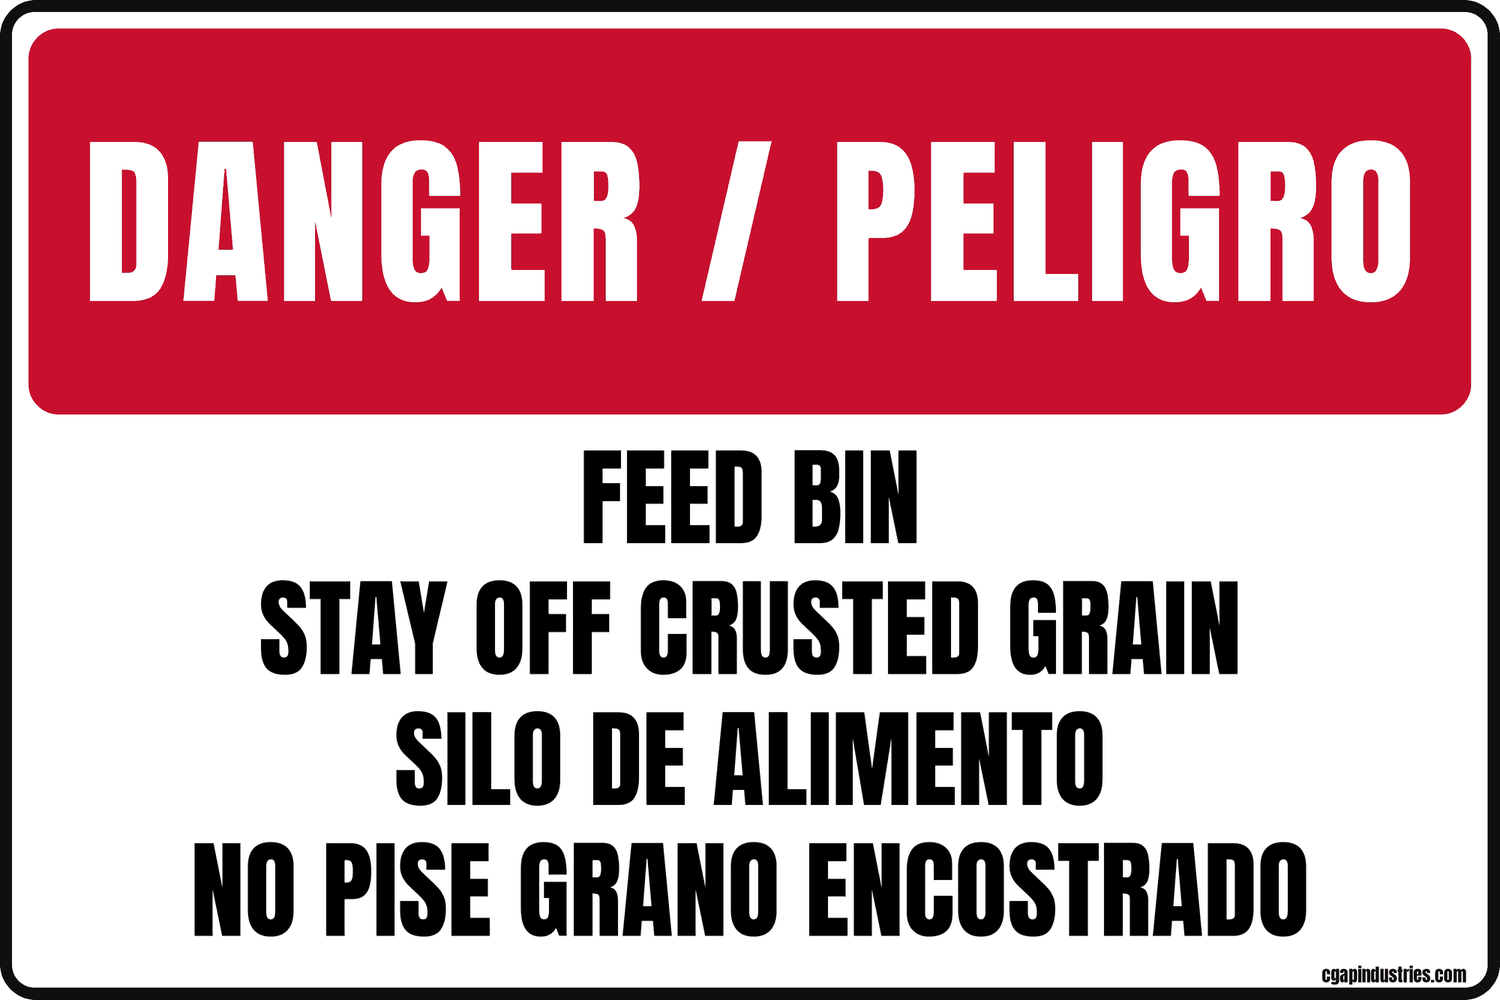 DANGER / PELIGRO
FEED BIN
STAY OFF CRUSTED GRAIN
SILO DE ALIMENTO
NO PISE GRANO ENCOSTRADO
cgapindustries.com